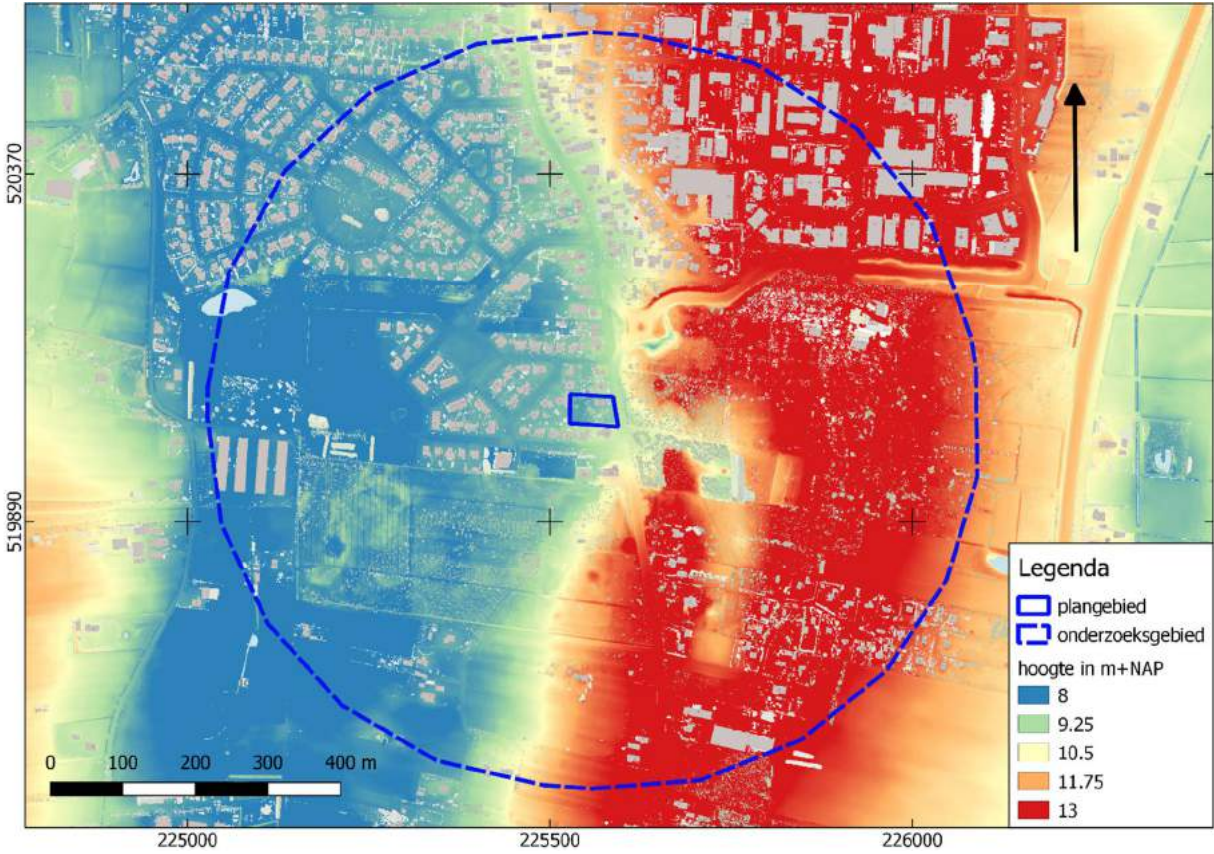 520370
519890
Legenda
plangebied
onderzoeksgebied
hoogte in m+NAP
8
9.25
10.5
11.75
13
0 100 200 300 400 m
225000 225500 226000